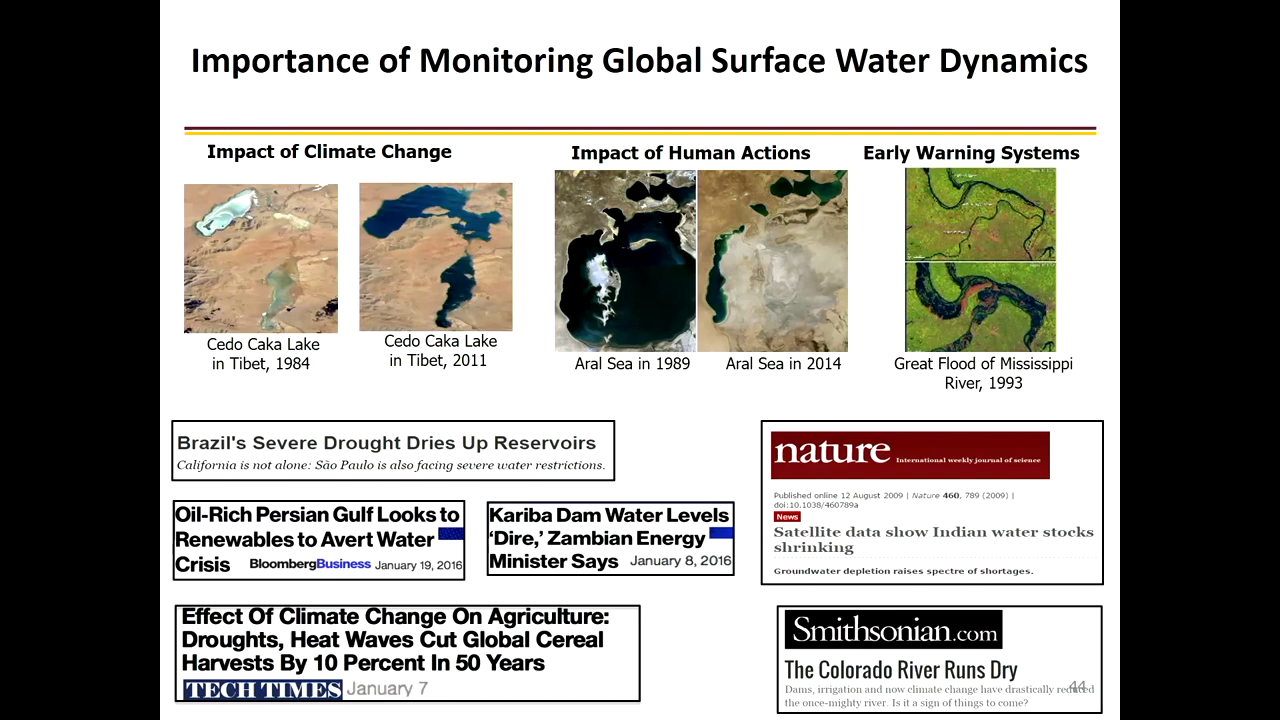 Importance of Monitoring Global Surface Water Dynamics
Impact of Climate Change
Impact of Human Actions
Early Warning Systems
Cedo Caka Lake
in Tibet, 1984
Cedo Caka Lake
in Tibet, 2011
Aral Sea in 1989
Aral Sea in 2014
Great Flood of Mississippi
River, 1993
Brazil's Severe Drought Dries Up Reservoirs
California is not alone: São Paulo is also facing severe water restrictions.
Oil-Rich Persian Gulf Looks to
Renewables to Avert Water
Crisis BloombergBusiness January 19, 2016
Kariba Dam Water Levels
‘Dire,’ Zambian Energy
Minister Says January 8, 2016
nature International weekly journal of science
Published online 12 August 2009 | Nature 460, 789 (2009) |
doi:10.1038/460789a
News
Satellite data show Indian water stocks
shrinking
Groundwater depletion raises spectre of shortages.
Effect Of Climate Change On Agriculture:
Droughts, Heat Waves Cut Global Cereal
Harvests By 10 Percent In 50 Years
TECH TIMES January 7
Smithsonian.com
The Colorado River Runs Dry
Dams, irrigation and now climate change have drastically reduced
the once-mighty river. Is it a sign of things to come?
44